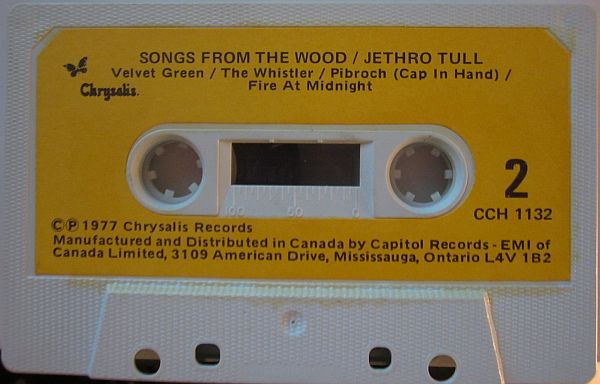 SONGS FROM THE WOOD / JETHRO TULL
Velvet Green / The Whistler / Pibroch (Cap In Hand) /
Fire At Midnight
Chrysalis.
100 50 0
2
CCH 1132
©℗ 1977 Chrysalis Records
Manufactured and Distributed in Canada by Capitol Records - EMI of
Canada Limited, 3109 American Drive, Mississauga, Ontario L4V 1B2